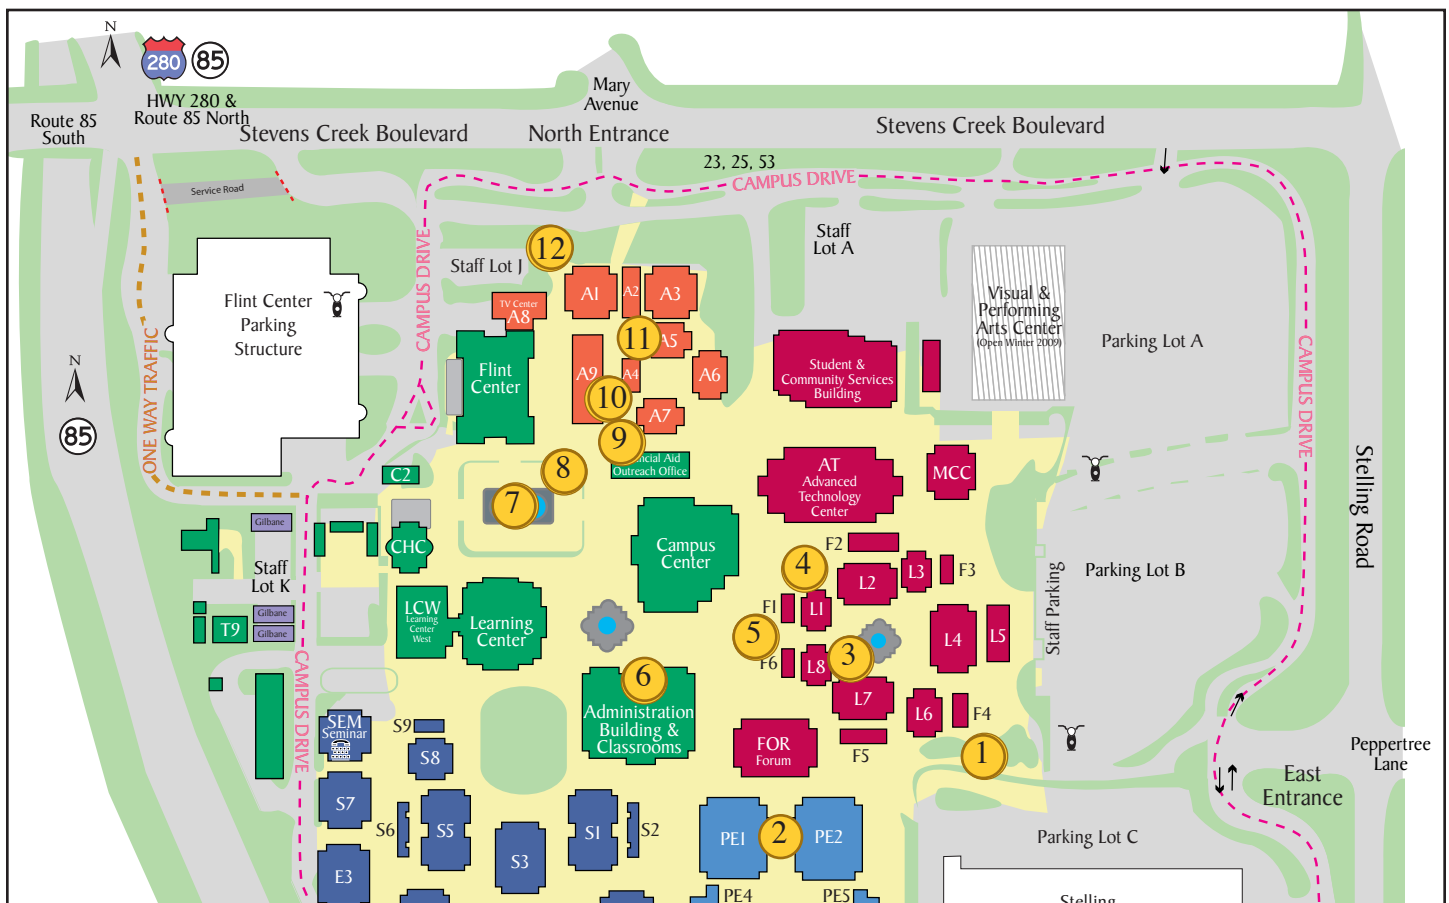 N
280
85
HWY 280 &
Route 85 North
Route 85
South
Stevens Creek Boulevard
Mary
Avenue
North Entrance
Stevens Creek Boulevard
23, 25, 53
CAMPUS DRIVE
Service Road
CAMPUS DRIVE
Staff Lot J
12
Staff
Lot A
Flint Center
Parking
Structure
TV Center
A8
A1
A2
A3
Visual &
Performing
Arts Center
(Open Winter 2009)
Parking Lot A
CAMPUS DRIVE
ONE WAY TRAFFIC
N
85
11
A5
Flint
Center
A9
A4
A6
Student &
Community Services
Building
10
A7
9
Outreach Office
8
7
C2
AT
Advanced
Technology
Center
MCC
Stelling Road
Gilbane
CHC
Campus
Center
Staff
Lot K
F2
4
L2
L3
F3
Parking Lot B
Staff Parking
Gilbane
Gilbane
T9
LCW
Learning
Center
West
Learning
Center
F1
L1
5
F6
L8
3
L4
L5
CAMPUS DRIVE
6
Administration
Building &
Classrooms
L7
L6
F4
SEM
Seminar
S9
S8
FOR
Forum
F5
1
Peppertree
Lane
East
Entrance
S7
S6
S5
S3
S1
S2
PE1
2
PE2
Parking Lot C
E3
PE4
PE5
Stelling